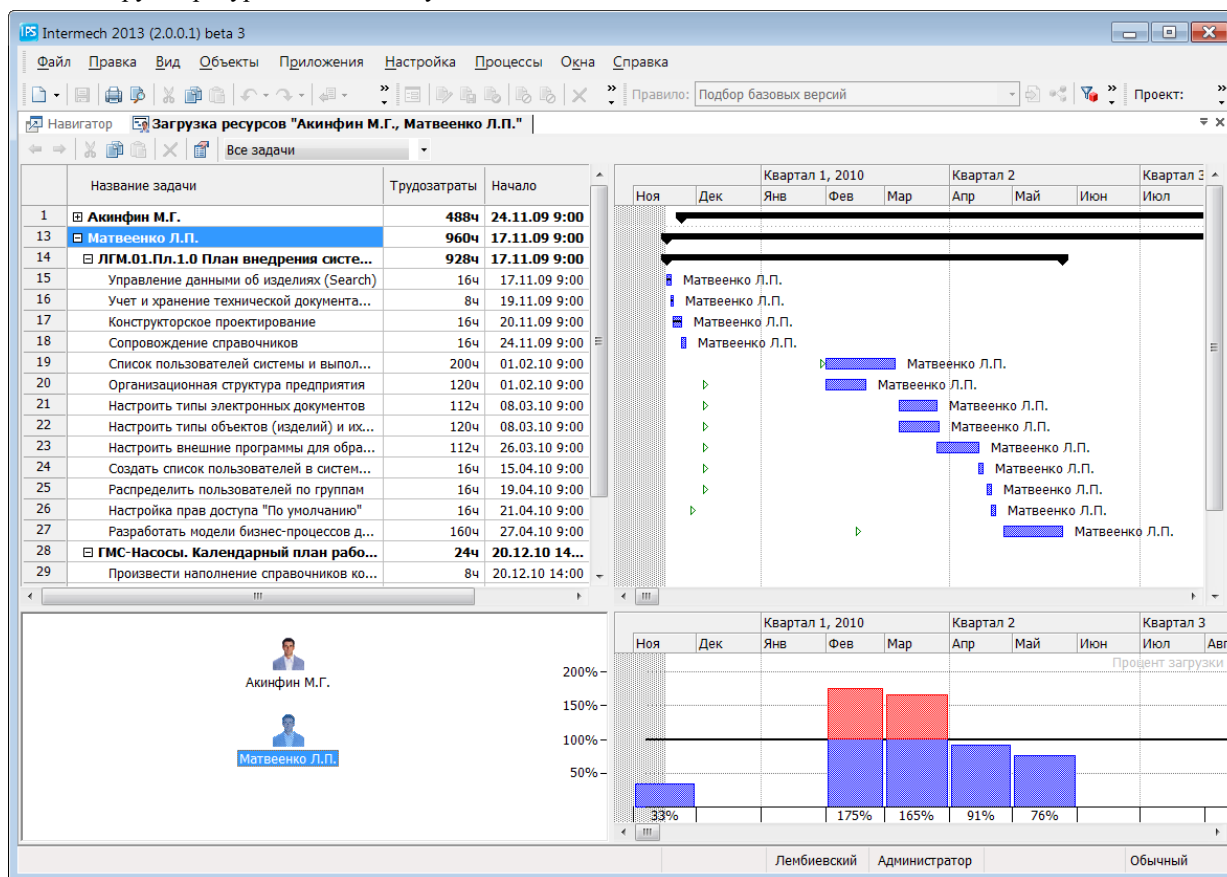 Intermech 2013 (2.0.0.1) beta 3
Файл Правка Вид Объекты Приложения Настройка Процессы Окна Справка
Правило: Подбор базовых версий Проект:
Навигатор Загрузка ресурсов "Акинфин М.Г., Матвеенко Л.П."
Все задачи
Название задачи Трудозатраты Начало
Квартал 1, 2010 Квартал 2 Квартал 3
Ноя Дек Янв Фев Мар Апр Май Июн Июл
1 Акинфин М.Г. 488ч 24.11.09 9:00
13 Матвеенко Л.П. 960ч 17.11.09 9:00
14 ЛГМ.01.Пл.1.0 План внедрения систе... 928ч 17.11.09 9:00
15 Управление данными об изделиях (Search) 16ч 17.11.09 9:00 Матвеенко Л.П.
16 Учет и хранение технической документа... 8ч 19.11.09 9:00 Матвеенко Л.П.
17 Конструкторское проектирование 16ч 20.11.09 9:00 Матвеенко Л.П.
18 Сопровождение справочников 16ч 24.11.09 9:00 Матвеенко Л.П.
19 Список пользователей системы и выпол... 200ч 01.02.10 9:00 Матвеенко Л.П.
20 Организационная структура предприятия 120ч 01.02.10 9:00 Матвеенко Л.П.
21 Настроить типы электронных документов 112ч 08.03.10 9:00 Матвеенко Л.П.
22 Настроить типы объектов (изделий) и их... 120ч 08.03.10 9:00 Матвеенко Л.П.
23 Настроить внешние программы для обра... 112ч 26.03.10 9:00 Матвеенко Л.П.
24 Создать список пользователей в систем... 16ч 15.04.10 9:00 Матвеенко Л.П.
25 Распределить пользователей по группам 16ч 19.04.10 9:00 Матвеенко Л.П.
26 Настройка прав доступа "По умолчанию" 16ч 21.04.10 9:00 Матвеенко Л.П.
27 Разработать модели бизнес-процессов д... 160ч 27.04.10 9:00 Матвеенко Л.П.
28 ГМС-Насосы. Календарный план рабо... 24ч 20.12.10 14...
29 Произвести наполнение справочников ко... 8ч 20.12.10 14:00
Акинфин М.Г.
Матвеенко Л.П.
Квартал 1, 2010 Квартал 2 Квартал 3
Ноя Дек Янв Фев Мар Апр Май Июн Июл Авг
Процент загрузки
200%
150%
100%
50%
33% 175% 165% 91% 76%
Лембиевский Администратор Обычный